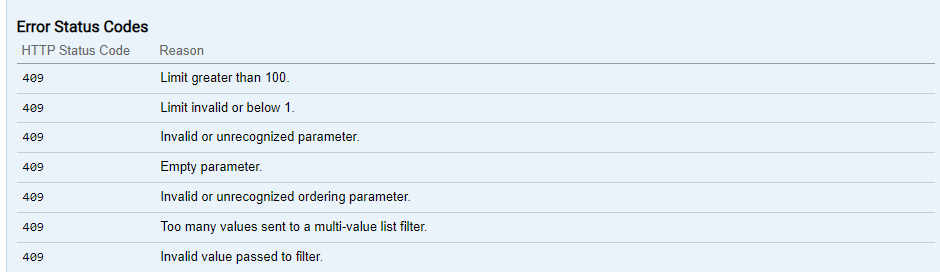 Error Status Codes
HTTP Status Code Reason
409 Limit greater than 100.
409 Limit invalid or below 1.
409 Invalid or unrecognized parameter.
409 Empty parameter.
409 Invalid or unrecognized ordering parameter.
409 Too many values sent to a multi-value list filter.
409 Invalid value passed to filter.